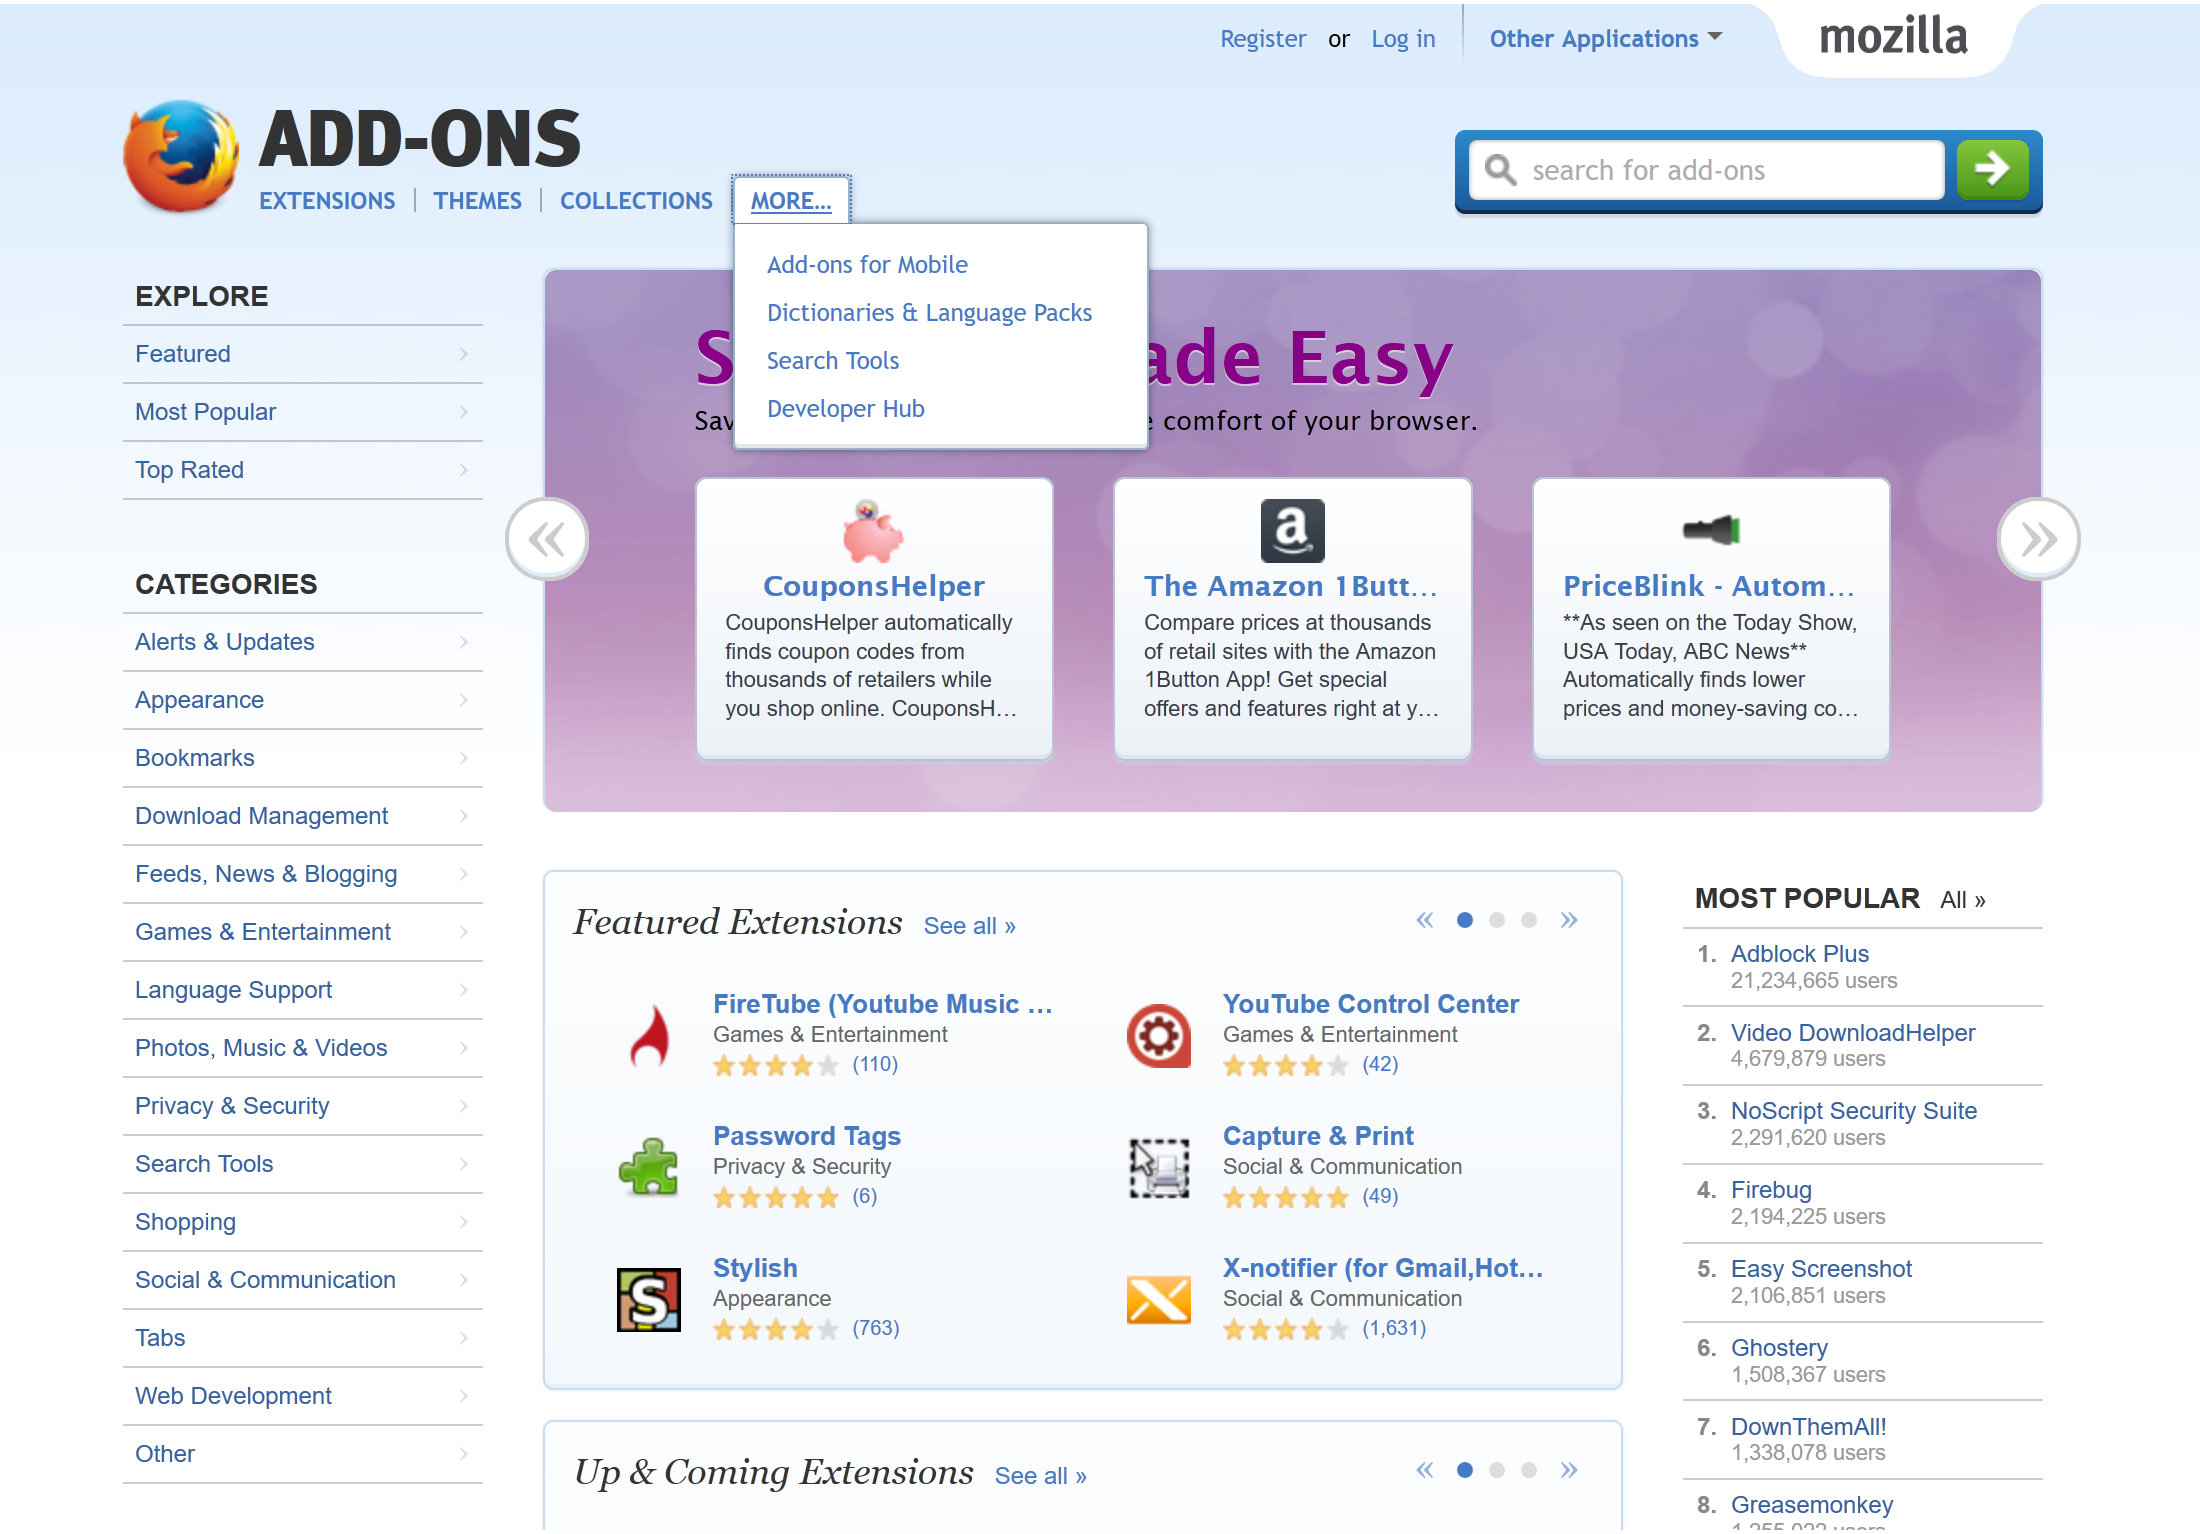 Register or Log in
Other Applications
mozilla
ADD-ONS
EXTENSIONS | THEMES | COLLECTIONS
MORE...
search for add-ons
Add-ons for Mobile
Dictionaries & Language Packs
Search Tools
Developer Hub
EXPLORE
Featured
Most Popular
Top Rated
CATEGORIES
Alerts & Updates
Appearance
Bookmarks
Download Management
Feeds, News & Blogging
Games & Entertainment
Language Support
Photos, Music & Videos
Privacy & Security
Search Tools
Shopping
Social & Communication
Tabs
Web Development
Other
Easy
comfort of your browser.
CouponsHelper
CouponsHelper automatically
finds coupon codes from
thousands of retailers while
you shop online. CouponsH…
a
The Amazon 1Butt…
Compare prices at thousands
of retail sites with the Amazon
1Button App! Get special
offers and features right at y…
PriceBlink - Autom…
**As seen on the Today Show,
USA Today, ABC News**
Automatically finds lower
prices and money-saving co…
Featured Extensions See all »
FireTube (Youtube Music …
Games & Entertainment
(110)
YouTube Control Center
Games & Entertainment
(42)
Password Tags
Privacy & Security
(6)
Capture & Print
Social & Communication
(49)
S
Stylish
Appearance
(763)
X-notifier (for Gmail,Hot…
Social & Communication
(1,631)
Up & Coming Extensions See all »
MOST POPULAR All »
1. Adblock Plus
21,234,665 users
2. Video DownloadHelper
4,679,879 users
3. NoScript Security Suite
2,291,620 users
4. Firebug
2,194,225 users
5. Easy Screenshot
2,106,851 users
6. Ghostery
1,508,367 users
7. DownThemAll!
1,338,078 users
8. Greasemonkey